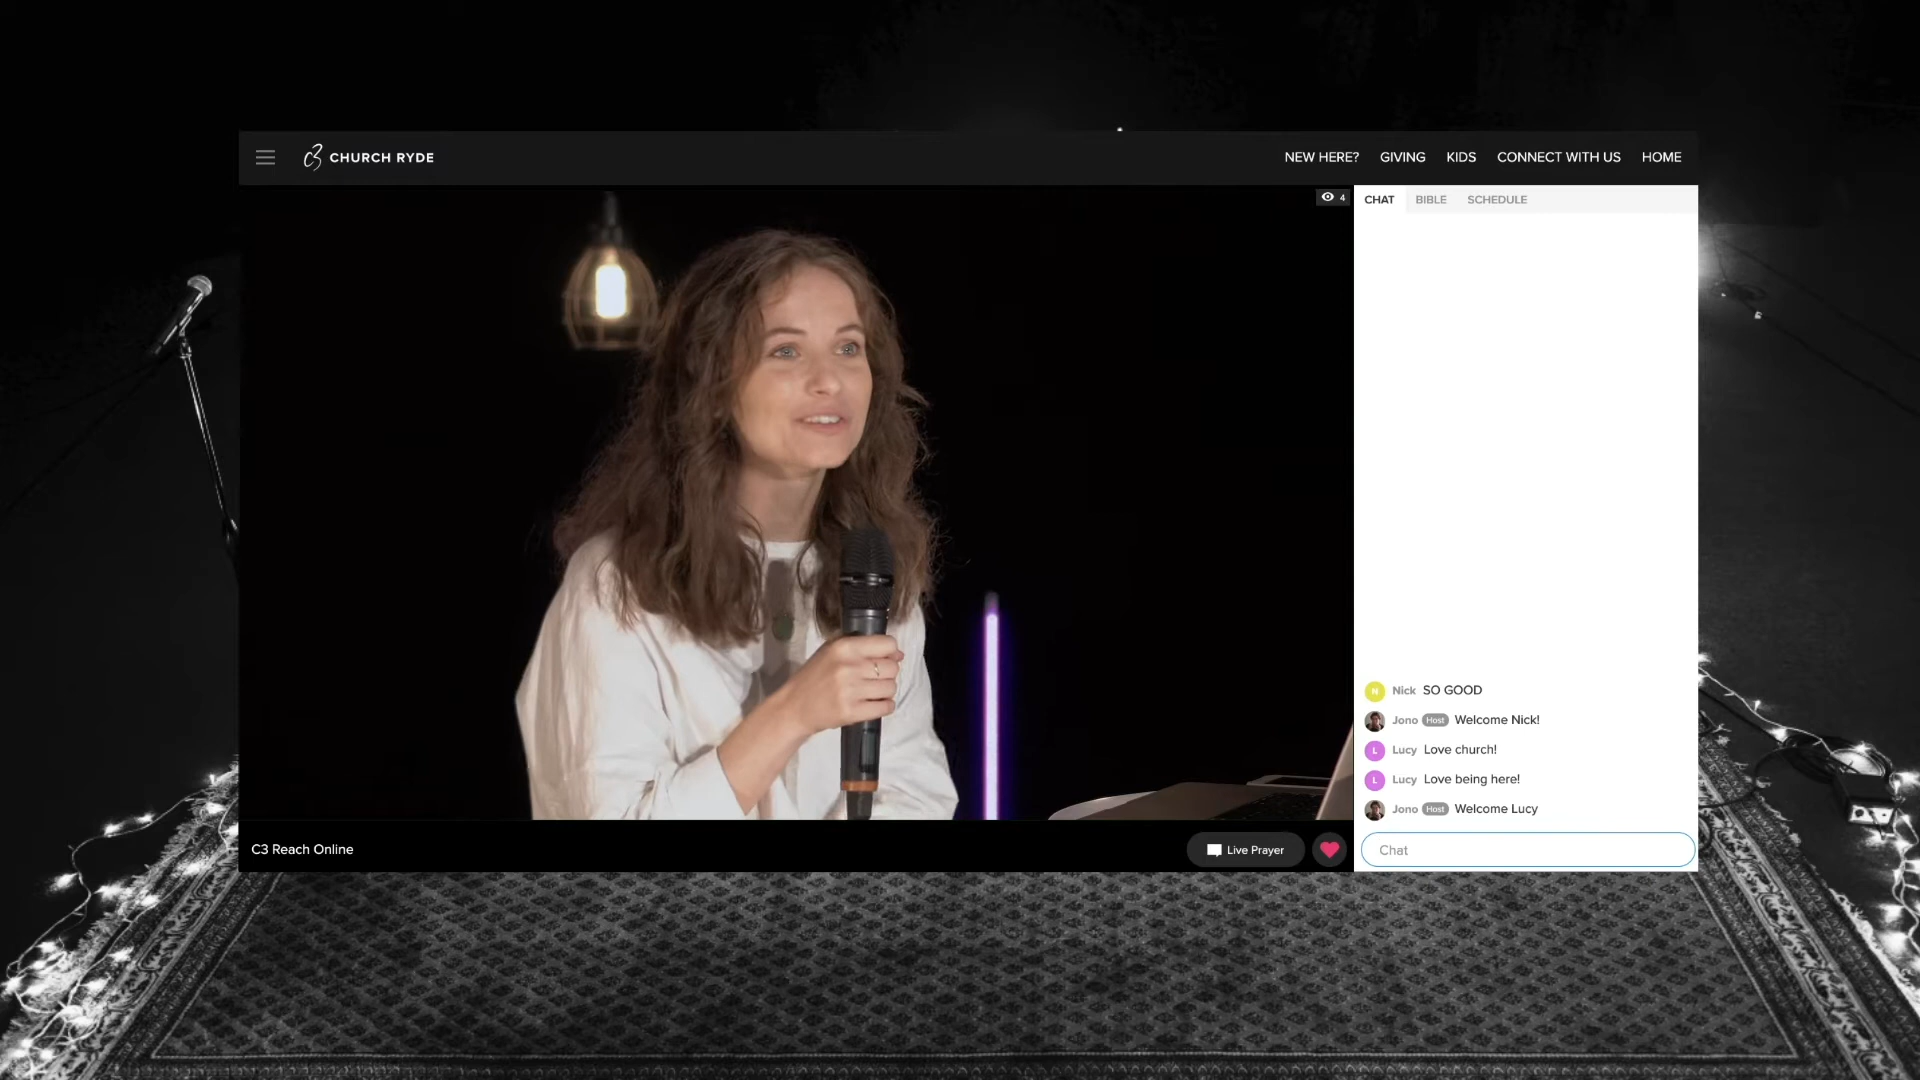 C3 CHURCH RYDE
NEW HERE? GIVING KIDS CONNECT WITH US HOME
4
CHAT BIBLE SCHEDULE
N Nick SO GOOD
Jono Host Welcome Nick!
L Lucy Love church!
L Lucy Love being here!
Jono Host Welcome Lucy
Chat
C3 Reach Online
Live Prayer